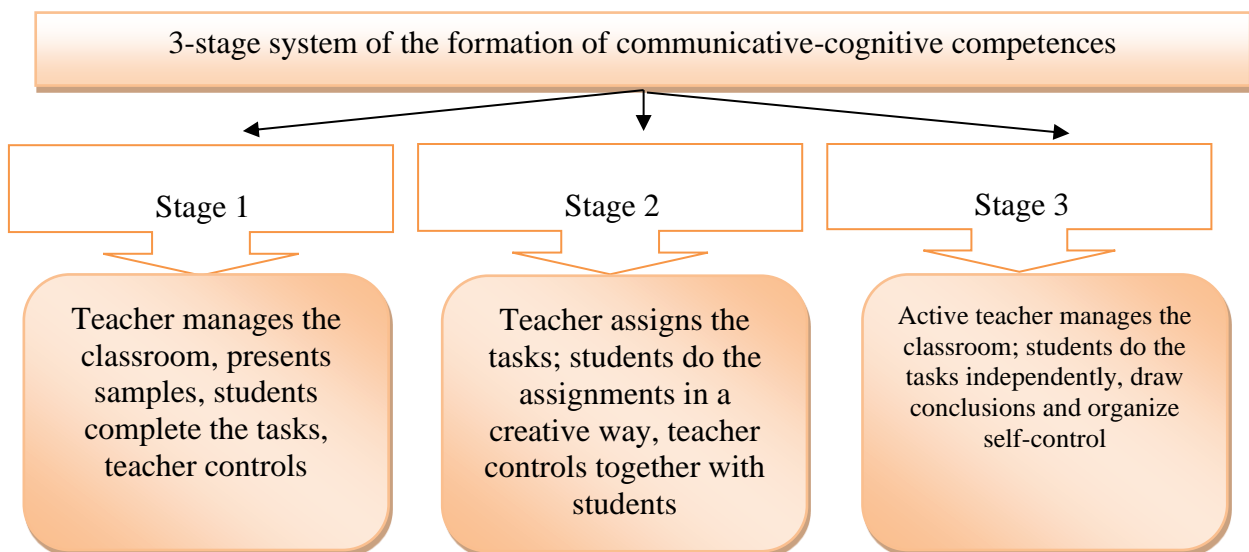 3-stage system of the formation of communicative-cognitive competences
Stage 1
Stage 2
Stage 3
Teacher manages the
classroom, presents
samples, students
complete the tasks,
teacher controls
Teacher assigns the
tasks; students do the
assignments in a
creative way, teacher
controls together with
students
Active teacher manages the
classroom; students do the
tasks independently, draw
conclusions and organize
self-control